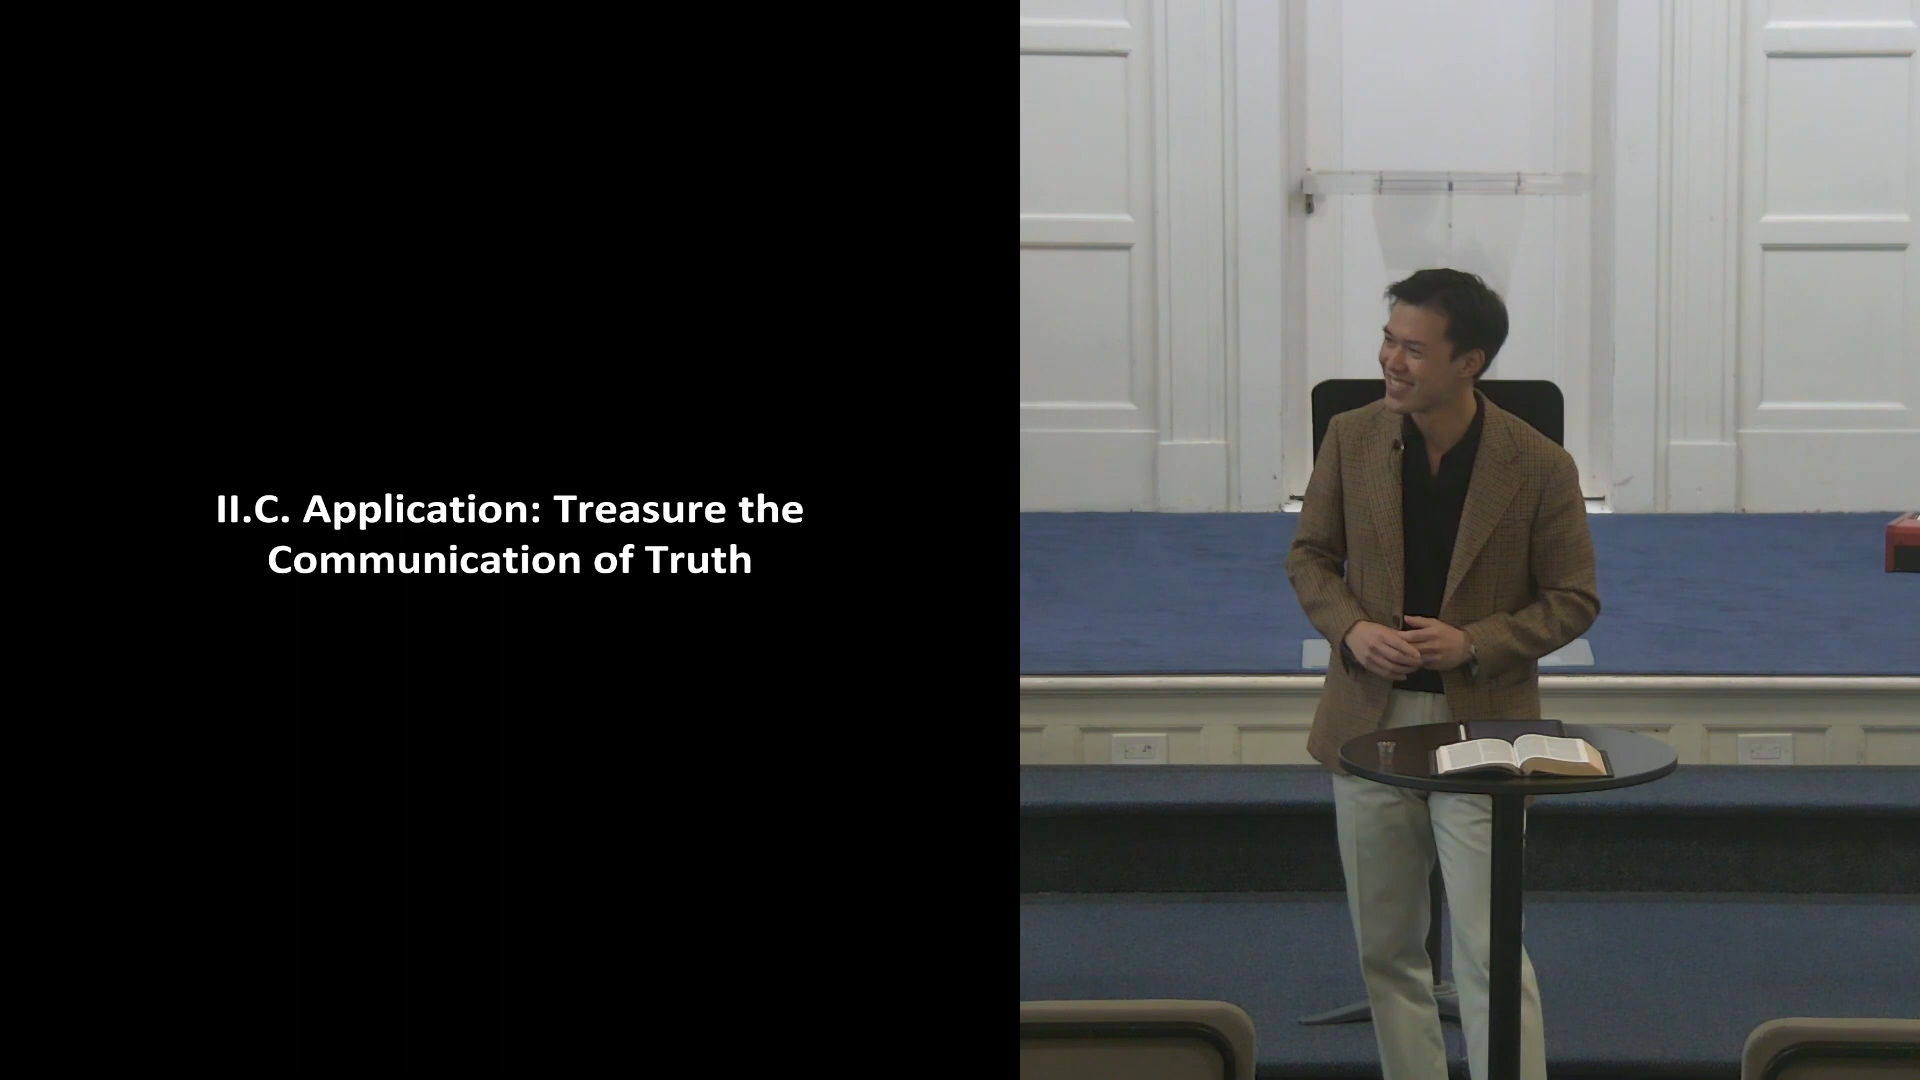 II.C. Application: Treasure the
Communication of Truth